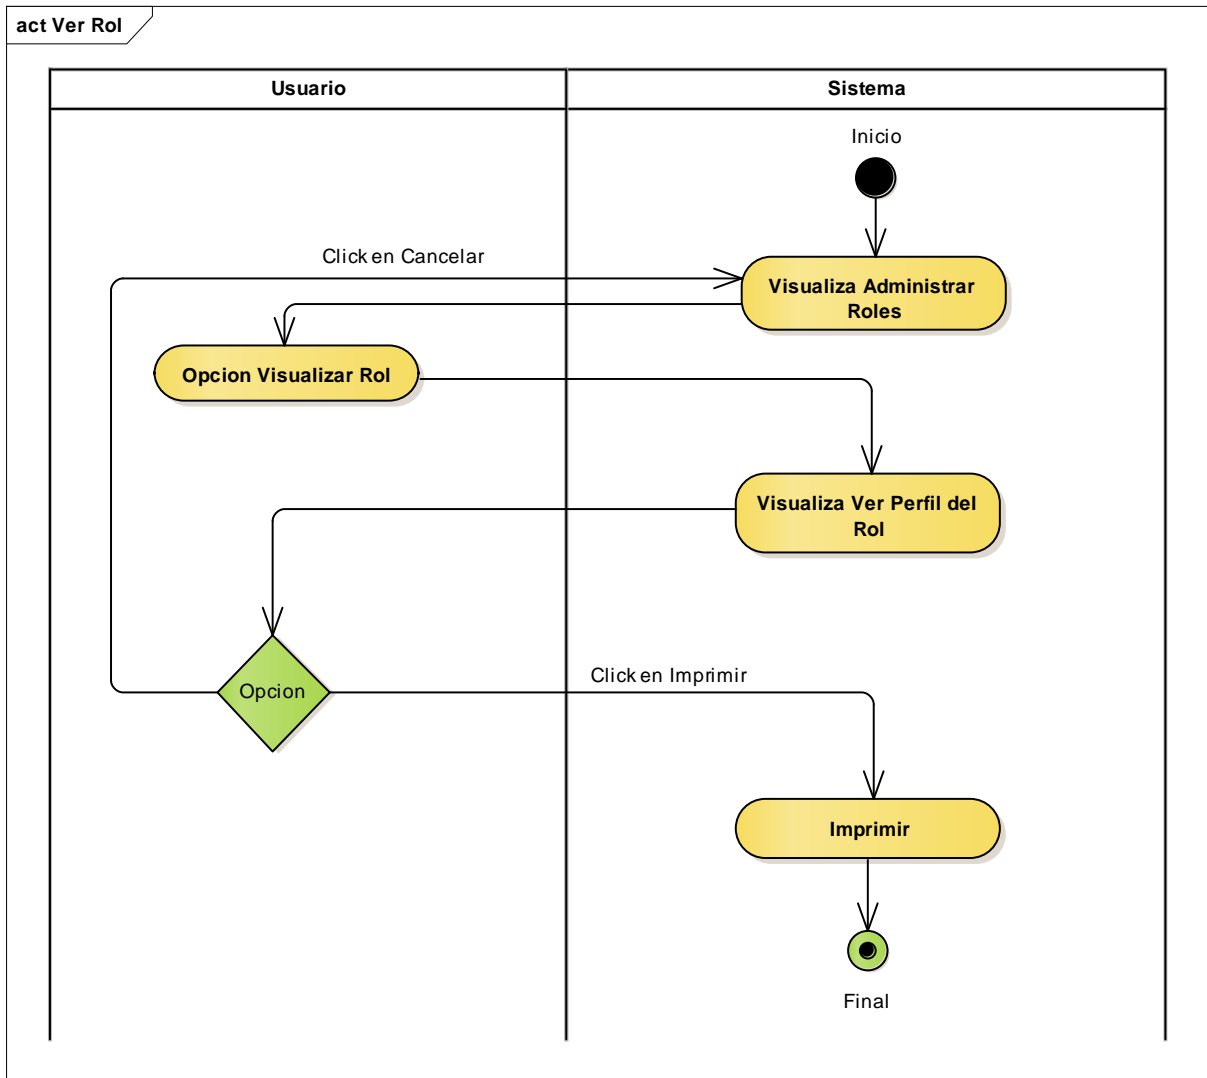 act Ver Rol
Usuario
Sistema
Inicio
Click en Cancelar
Visualiza Administrar
Roles
Opcion Visualizar Rol
Visualiza Ver Perfil del
Rol
Click en Imprimir
Opcion
Imprimir
Final